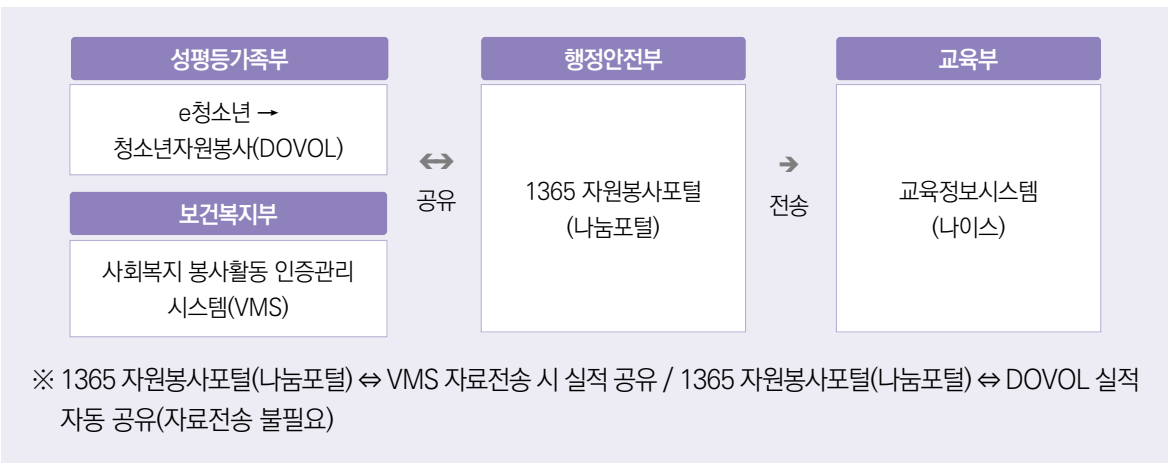 성평등가족부
e청소년 →
청소년자원봉사(DOVOL)
보건복지부
사회복지 봉사활동 인증관리
시스템(VMS)
↔
공유
행정안전부
1365 자원봉사포털
(나눔포털)
→
전송
교육부
교육정보시스템
(나이스)
※ 1365 자원봉사포털(나눔포털) ⇔ VMS 자료전송 시 실적 공유 / 1365 자원봉사포털(나눔포털) ⇔ DOVOL 실적
자동 공유(자료전송 불필요)